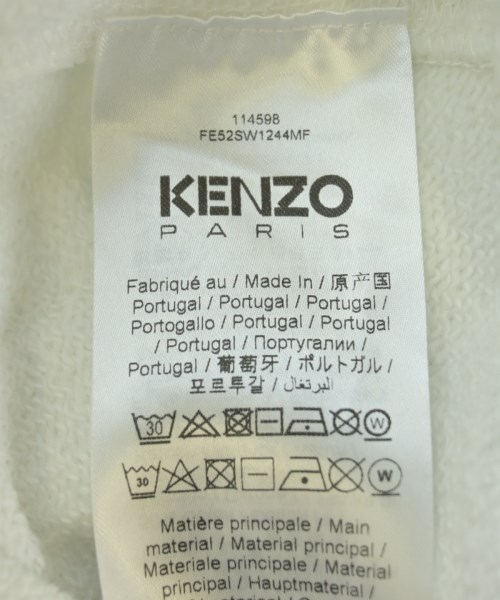 114598
FE52SW1244MF
KENZO
PARIS
Fabriqué au / Made In / 原产国
Portugal / Portugal / Portugal /
Portogallo / Portugal / Portugal
/ Portugal / Португалии /
Portugal / 葡萄牙 / ポルトガル /
포르투갈 / البرتغال
30 W
30 W
Matière principale / Main
material / Material principal /
Materiale principale / Material
principal / Hauptmaterial /